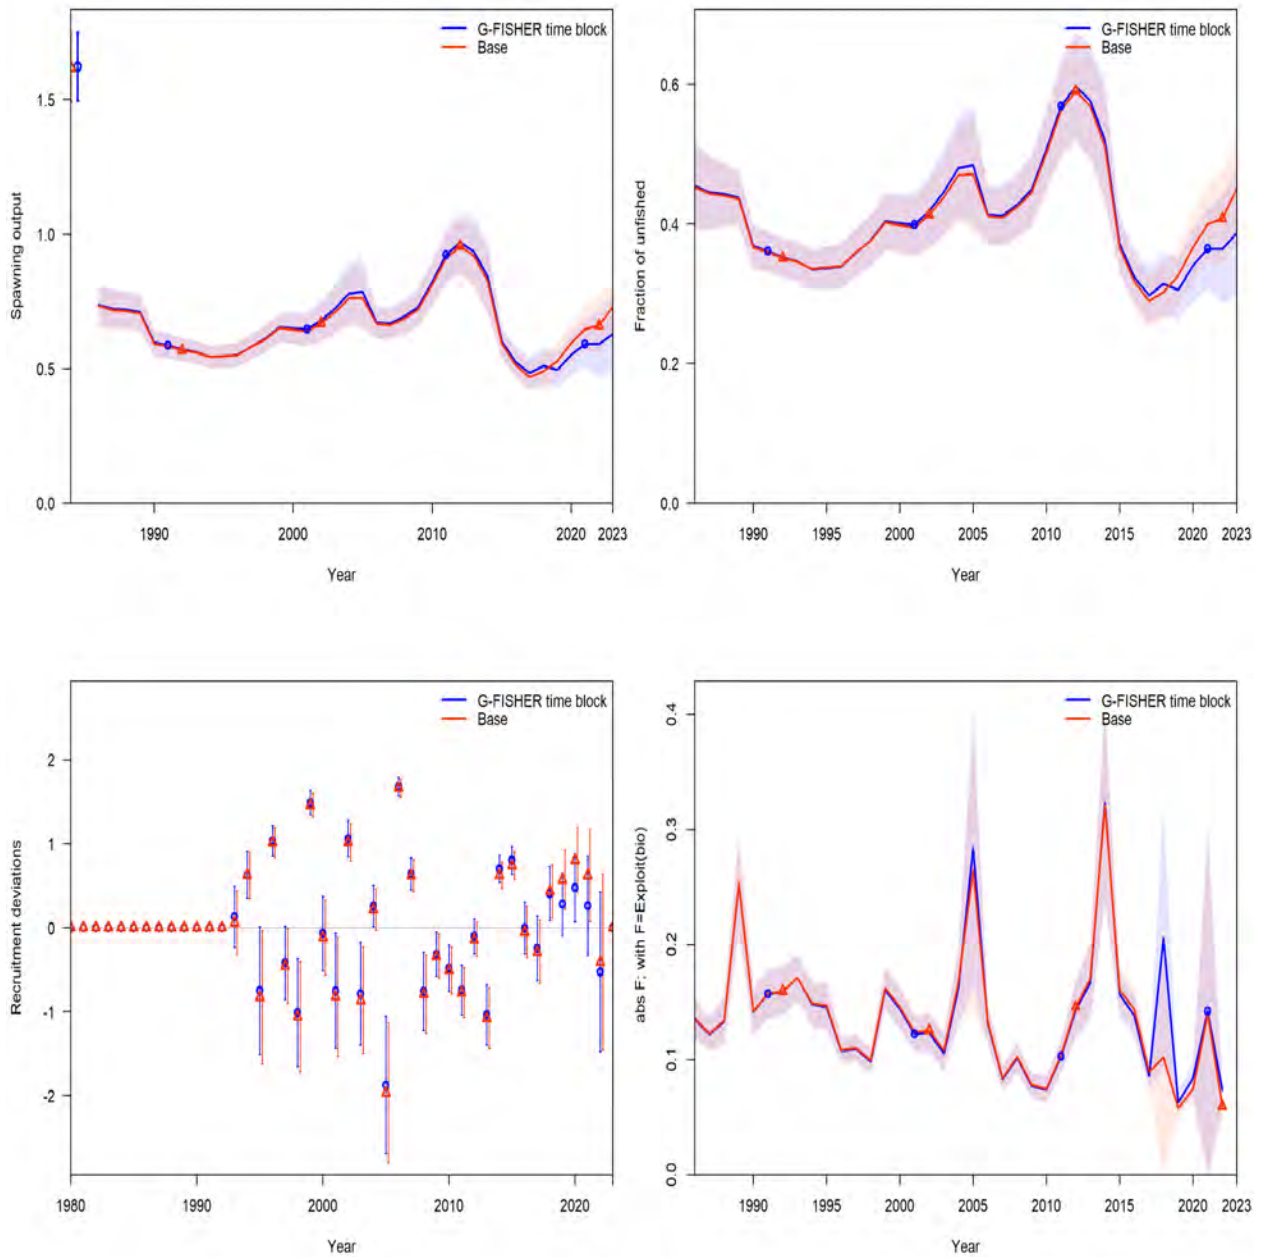 G-FISHER time block
Base
Spawning output
1.5
1.0
0.5
0.0
1990
2000
2010
2020
2023
Year
G-FISHER time block
Base
Fraction of unfished
0.6
0.4
0.2
0.0
1990
1995
2000
2005
2010
2015
2020
2023
Year
G-FISHER time block
Base
Recruitment deviations
2
1
0
-1
-2
1980
1990
2000
2010
2020
Year
G-FISHER time block
Base
abs F; with F=Exploit(bio)
0.4
0.3
0.2
0.1
0.0
1990
1995
2000
2005
2010
2015
2020
2023
Year